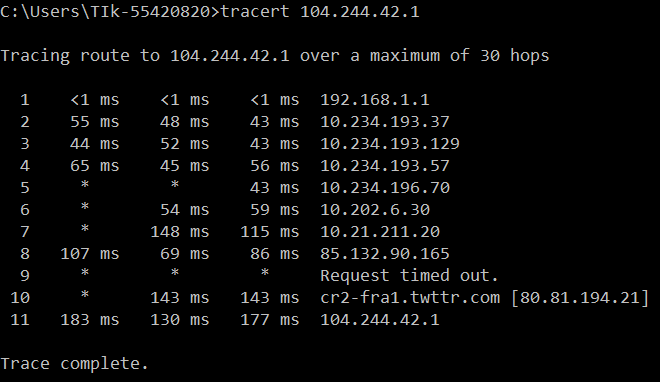 C:\Users\TIk-55420820>tracert 104.244.42.1
Tracing route to 104.244.42.1 over a maximum of 30 hops
1 <1 ms <1 ms <1 ms 192.168.1.1
2 55 ms 48 ms 43 ms 10.234.193.37
3 44 ms 52 ms 43 ms 10.234.193.129
4 65 ms 45 ms 56 ms 10.234.193.57
5 * * 43 ms 10.234.196.70
6 * 54 ms 59 ms 10.202.6.30
7 * 148 ms 115 ms 10.21.211.20
8 107 ms 69 ms 86 ms 85.132.90.165
9 * * * Request timed out.
10 * 143 ms 143 ms cr2-fra1.twttr.com [80.81.194.21]
11 183 ms 130 ms 177 ms 104.244.42.1
Trace complete.